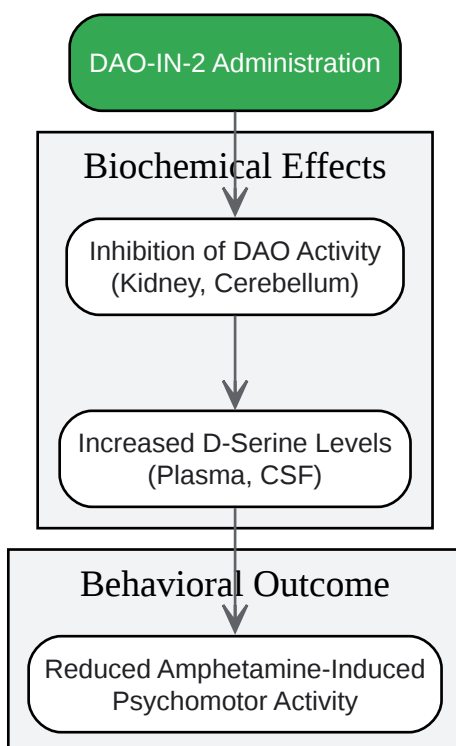 DAO-IN-2 Administration
Biochemical Effects
Inhibition of DAO Activity
(Kidney, Cerebellum)
Increased D-Serine Levels
(Plasma, CSF)
Behavioral Outcome
Reduced Amphetamine-Induced
Psychomotor Activity